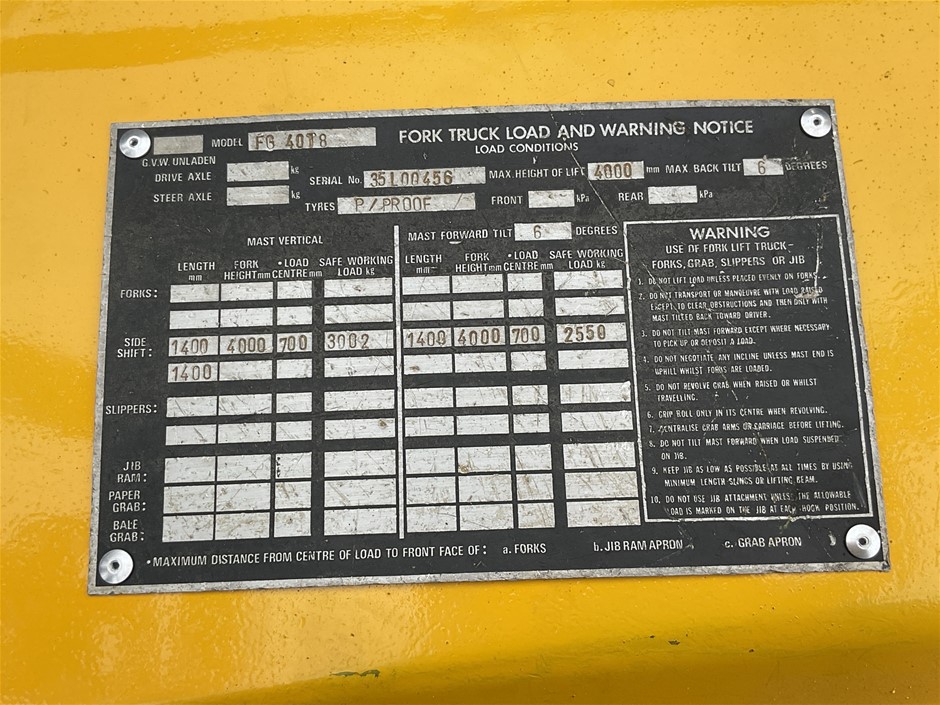 MODEL FG 40T8 FORK TRUCK LOAD AND WARNING NOTICE
LOAD CONDITIONS
G.V.W. UNLADEN
DRIVE AXLE kg SERIAL No. 35L00456 MAX. HEIGHT OF LIFT 4000 mm MAX. BACK TILT 6 DEGREES
STEER AXLE kg TYRES P/PROOF / FRONT kPa REAR kPa
MAST VERTICAL MAST FORWARD TILT 6 DEGREES
LENGTH mm FORK HEIGHT mm •LOAD CENTRE mm SAFE WORKING LOAD kg LENGTH mm FORK HEIGHT mm •LOAD CENTRE mm SAFE WORKING LOAD kg
FORKS:
SIDE SHIFT: 1400 4000 700 3002 1400 4000 700 2550
1400
SLIPPERS:
JIB RAM:
PAPER GRAB:
BALE GRAB:
•MAXIMUM DISTANCE FROM CENTRE OF LOAD TO FRONT FACE OF: a. FORKS b. JIB RAM APRON c. GRAB APRON
WARNING
USE OF FORK LIFT TRUCK-
FORKS, GRAB, SLIPPERS OR JIB
1. DO NOT LIFT LOAD UNLESS PLACED EVENLY ON FORKS.
2. DO NOT TRANSPORT OR MANOEUVRE WITH LOAD RAISED
EXCEPT TO CLEAR OBSTRUCTIONS AND THEN ONLY WITH
MAST TILTED BACK TOWARD DRIVER.
3. DO NOT TILT MAST FORWARD EXCEPT WHERE NECESSARY
TO PICK UP OR DEPOSIT A LOAD.
4. DO NOT NEGOTIATE ANY INCLINE UNLESS MAST END IS
UPHILL WHILST FORKS ARE LOADED.
5. DO NOT REVOLVE GRAB WHEN RAISED OR WHILST
TRAVELLING.
6. GRIP ROLL ONLY IN ITS CENTRE WHEN REVOLVING.
7. CENTRALISE GRAB ARMS OR CARRIAGE BEFORE LIFTING.
8. DO NOT TILT MAST FORWARD WHEN LOAD SUSPENDED
ON JIB.
9. KEEP JIB AS LOW AS POSSIBLE AT ALL TIMES BY USING
MINIMUM LENGTH SLINGS OR LIFTING BEAM.
10. DO NOT USE JIB ATTACHMENT UNLESS THE ALLOWABLE
LOAD IS MARKED ON THE JIB AT EACH HOOK POSITION.